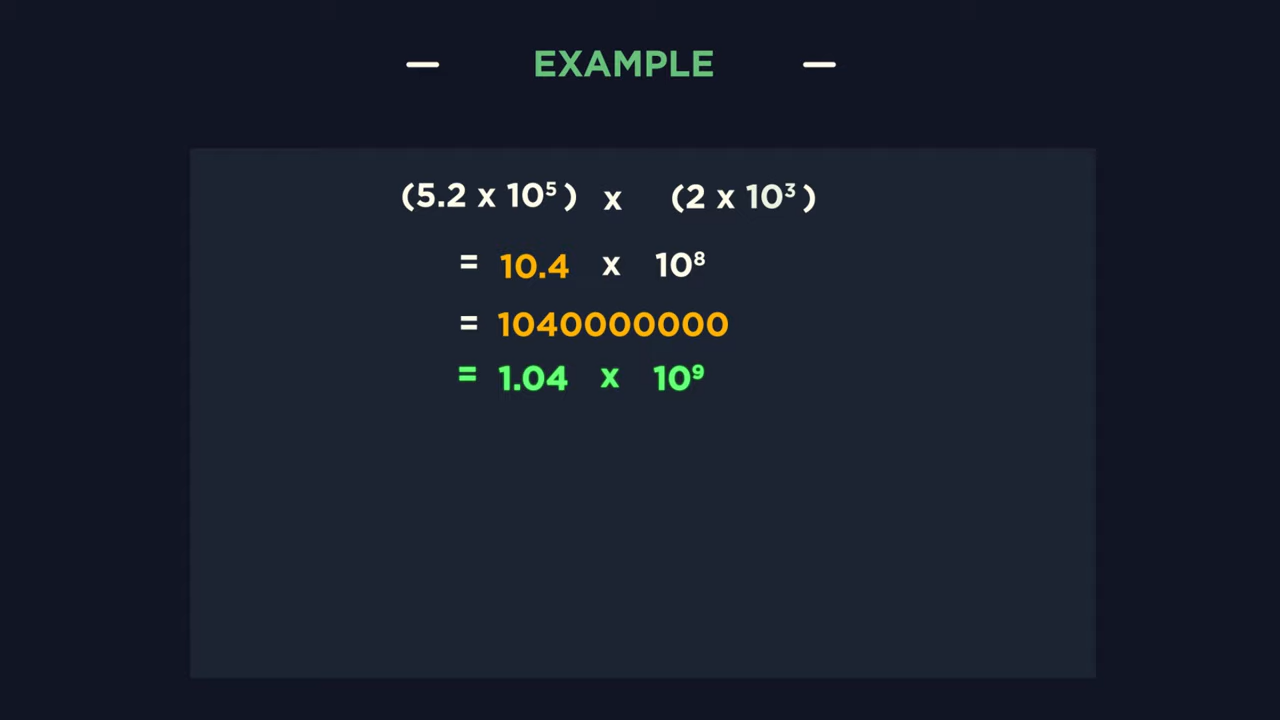 — EXAMPLE —
(5.2 x 10⁵) x (2 x 10³)
= 10.4 x 10⁸
= 1040000000
= 1.04 x 10⁹